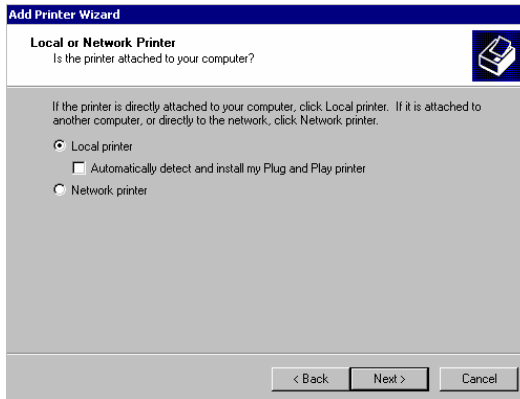 Add Printer Wizard
Local or Network Printer
Is the printer attached to your computer?
If the printer is directly attached to your computer, click Local printer. If it is attached to
another computer, or directly to the network, click Network printer.
Local printer
Automatically detect and install my Plug and Play printer
Network printer
< Back
Next >
Cancel